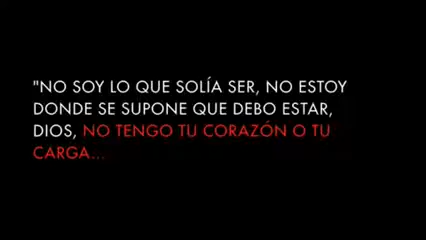 "NO SOY LO QUE SOLÍA SER, NO ESTOY
DONDE SE SUPONE QUE DEBO ESTAR,
DIOS, NO TENGO TU CORAZÓN O TU
CARGA...